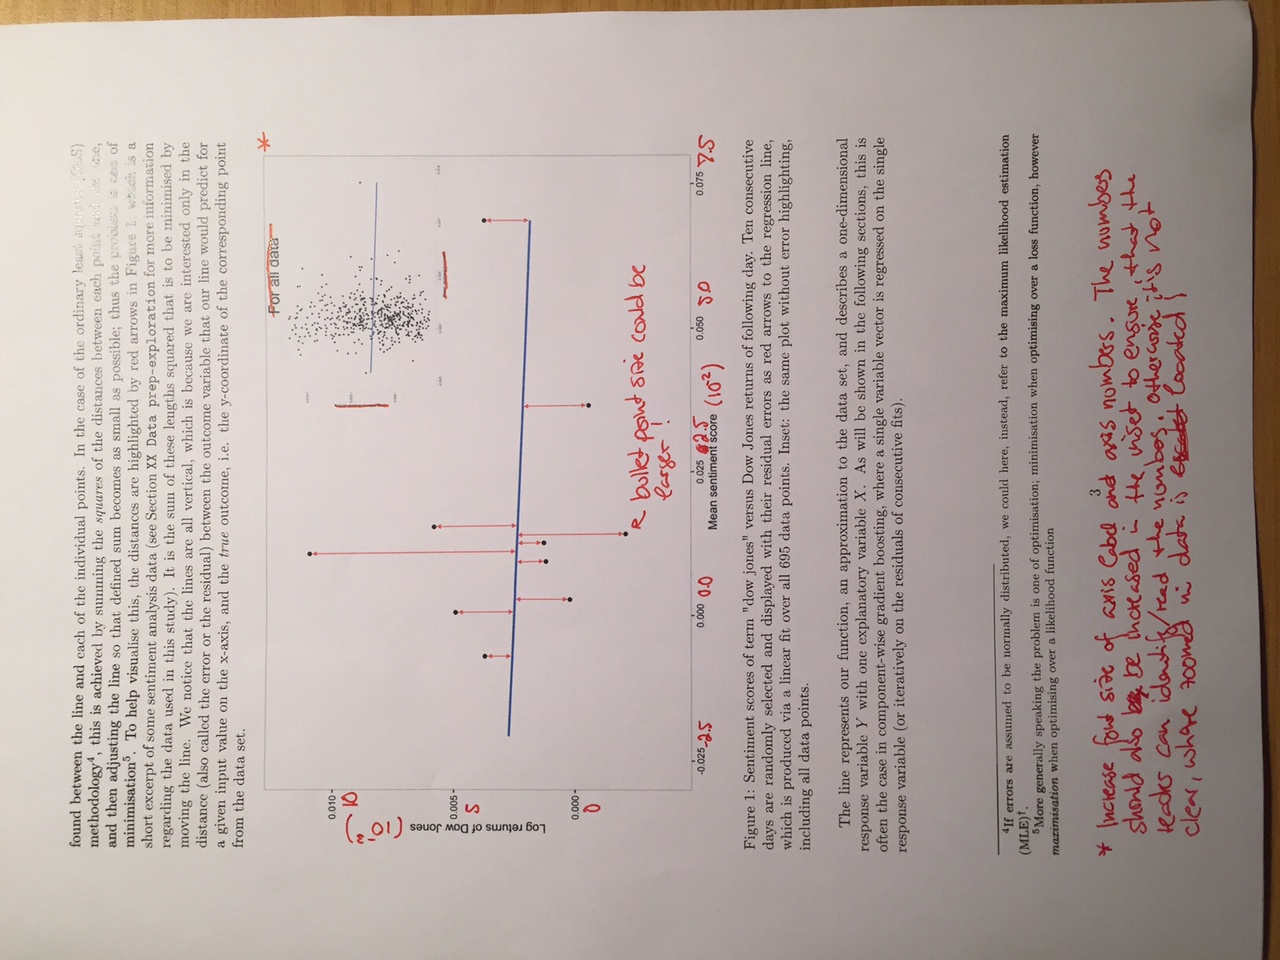 found between the line and each of the individual points. In the case of the ordinary least squares (OLS)
methodology⁴, this is achieved by summing the squares of the distances between each point and the line,
and then adjusting the line so that defined sum becomes as small as possible; thus the problem is one of
minimisation⁵. To help visualise this, the distances are highlighted by red arrows in Figure 1, which is a
short excerpt of some sentiment analysis data (see Section XX Data prep-exploration for more information
regarding the data used in this study). It is the sum of these lengths squared that is to be minimised by
moving the line. We notice that the lines are all vertical, which is because we are interested only in the
distance (also called the error or the residual) between the outcome variable that our line would predict for
a given input value on the x-axis, and the true outcome, i.e. the y-coordinate of the corresponding point
from the data set.
*
For all data
0.010
10
Log returns of Dow Jones (10⁻³)
0.005
5
0.000
0
bullet point size could be
larger !
-0.025 -2.5 0.000 0.0 0.025 2.5 0.050 5.0 0.075 7.5
Mean sentiment score (10⁻²)
Figure 1: Sentiment scores of term "dow jones" versus Dow Jones returns of following day. Ten consecutive
days are randomly selected and displayed with their residual errors as red arrows to the regression line,
which is produced via a linear fit over all 695 data points. Inset: the same plot without error highlighting,
including all data points.
The line represents our function, an approximation to the data set, and describes a one-dimensional
response variable Y with one explanatory variable X. As will be shown in the following sections, this is
often the case in component-wise gradient boosting, where a single variable vector is regressed on the single
response variable (or iteratively on the residuals of consecutive fits).
⁴If errors are assumed to be normally distributed, we could here, instead, refer to the maximum likelihood estimation
(MLE)†.
⁵More generally speaking the problem is one of optimisation; minimisation when optimising over a loss function, however
maximisation when optimising over a likelihood function
3
* Increase font size of axis label and axis numbers. The numbers
should also be increased in the inset to ensure, that the
reader can identify/read the numbers. Otherwise it's not
clear, where zoomed in data is located !